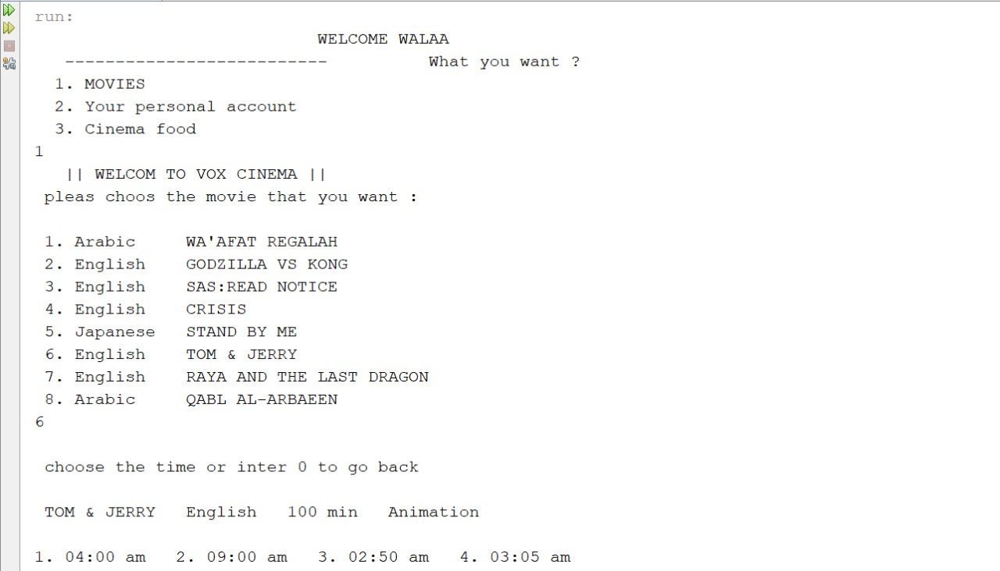 run:
WELCOME WALAA
-------------------------- What you want ?
1. MOVIES
2. Your personal account
3. Cinema food
1
|| WELCOM TO VOX CINEMA ||
pleas choos the movie that you want :
1. Arabic WA'AFAT REGALAH
2. English GODZILLA VS KONG
3. English SAS:READ NOTICE
4. English CRISIS
5. Japanese STAND BY ME
6. English TOM & JERRY
7. English RAYA AND THE LAST DRAGON
8. Arabic QABL AL-ARBAEEN
6
choose the time or inter 0 to go back
TOM & JERRY English 100 min Animation
1. 04:00 am 2. 09:00 am 3. 02:50 am 4. 03:05 am